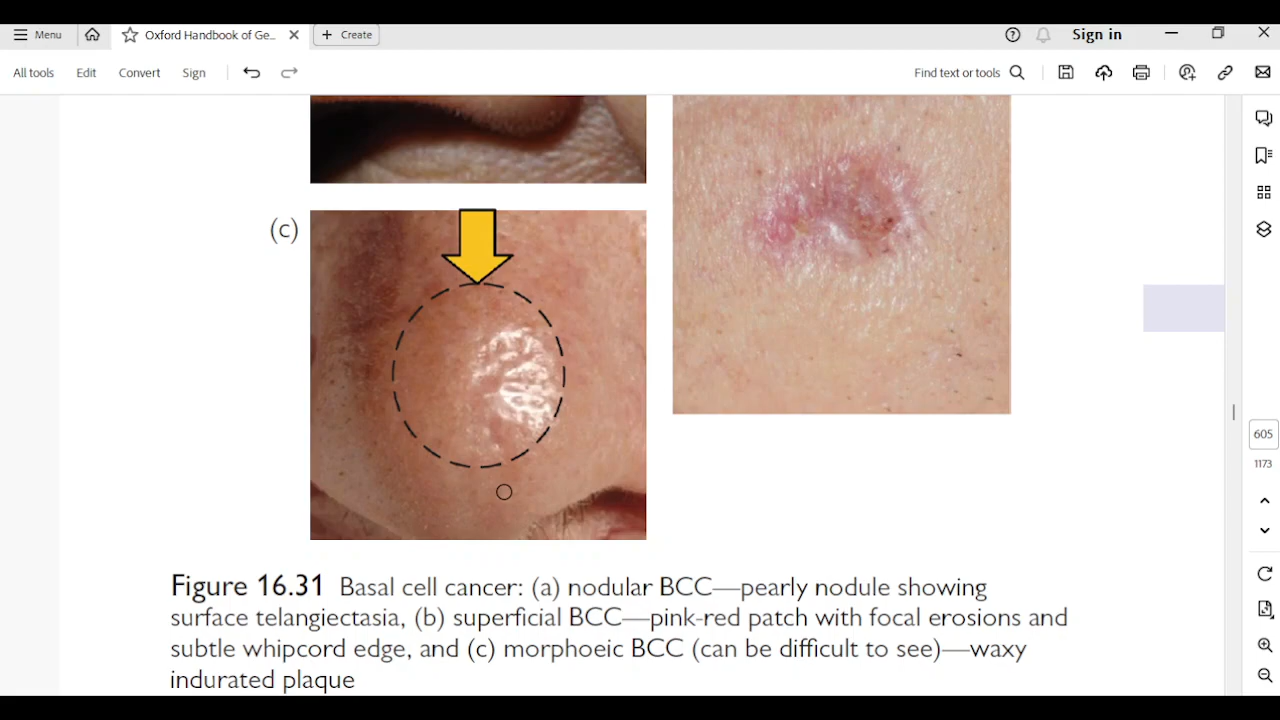 Menu
Oxford Handbook of Ge...
Create
Sign in
All tools
Edit
Convert
Sign
Find text or tools
(c)
605
1173
Figure 16.31 Basal cell cancer: (a) nodular BCC—pearly nodule showing
surface telangiectasia, (b) superficial BCC—pink-red patch with focal erosions and
subtle whipcord edge, and (c) morphoeic BCC (can be difficult to see)—waxy
indurated plaque